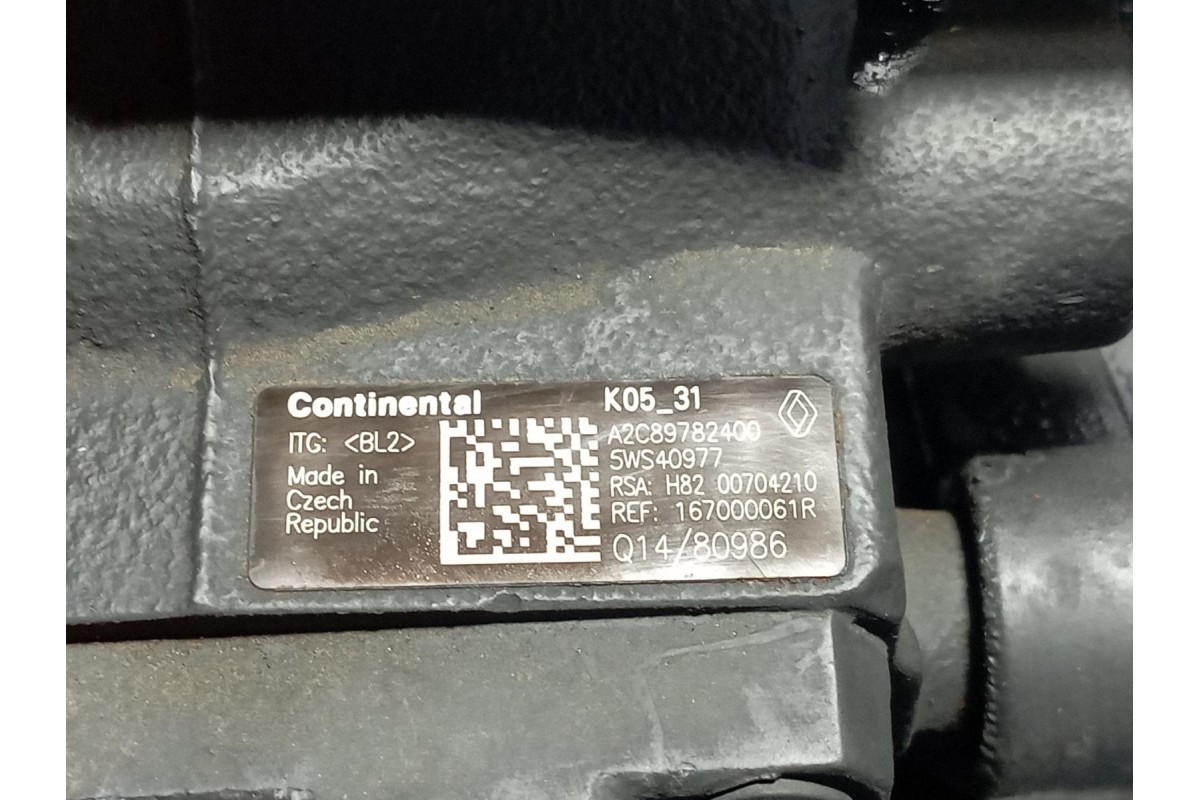 Continental
ITG: <BL2>
Made in
Czech
Republic
K05_31
A2C89782400
5WS40977
RSA: H82 00704210
REF: 167000061R
Q14/80986